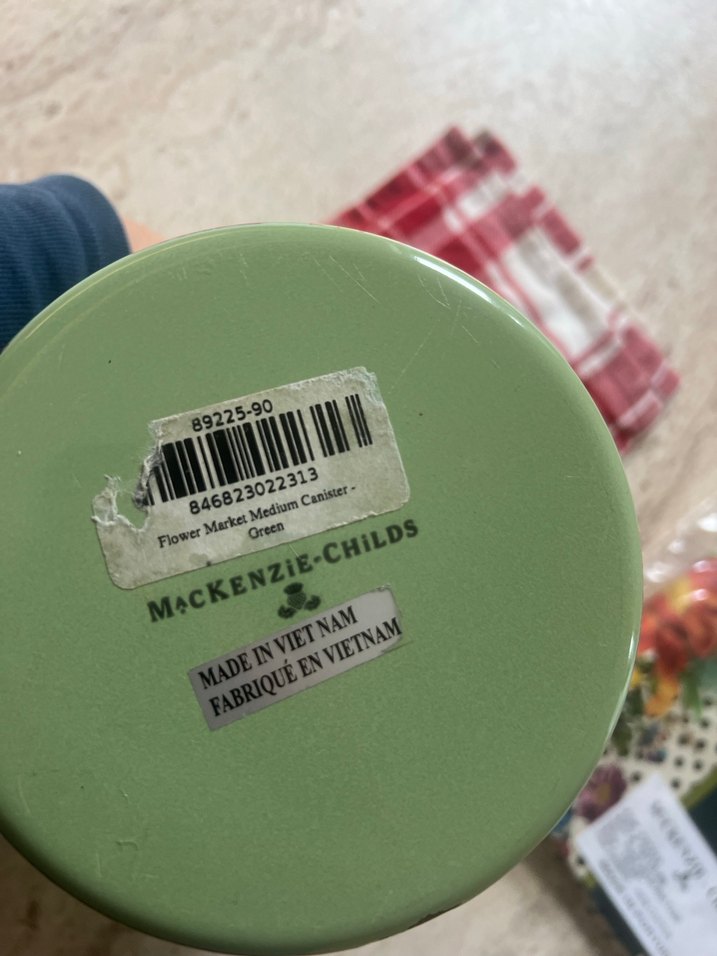 89225-90
846823022313
Flower Market Medium Canister -
Green
MACKENZIE-CHILDS
MADE IN VIET NAM
FABRIQUÉ EN VIETNAM